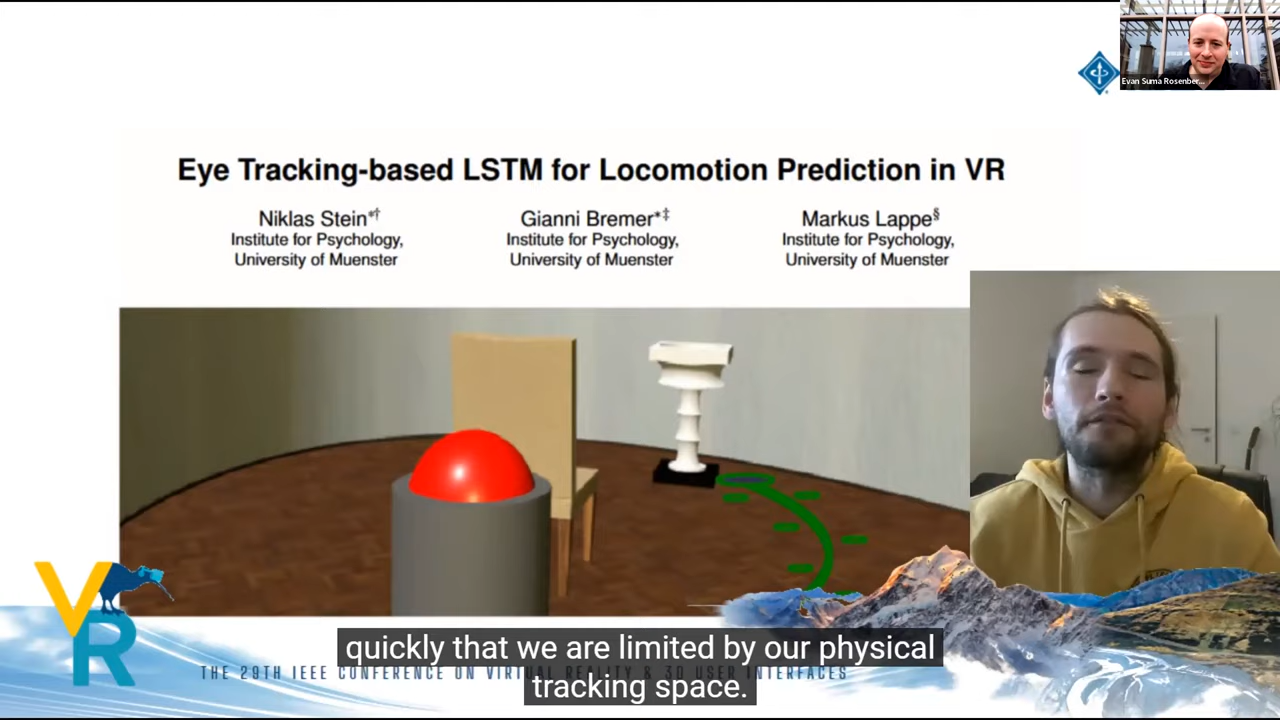 Evan Suma Rosenber...
Eye Tracking-based LSTM for Locomotion Prediction in VR
Niklas Stein*† Gianni Bremer*‡ Markus Lappe§
Institute for Psychology, Institute for Psychology, Institute for Psychology,
University of Muenster University of Muenster University of Muenster
VR
quickly that we are limited by our physical
THE 29TH IEEE CONFERENCE ON VIRTUAL REALITY & 3D USER INTERFACES
tracking space.